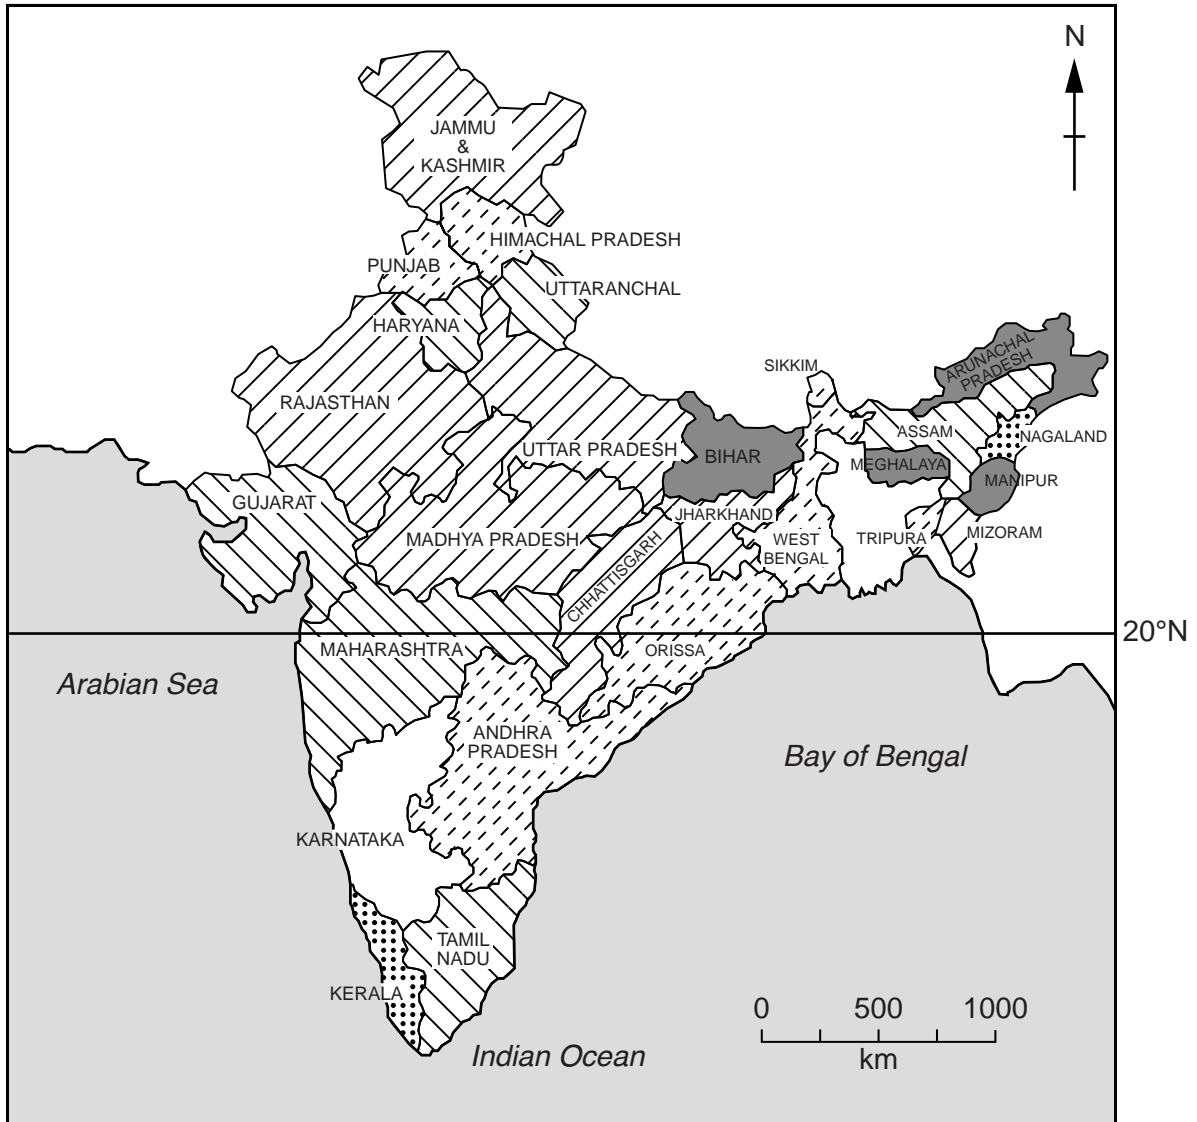 N
JAMMU
&
KASHMIR
HIMACHAL PRADESH
PUNJAB
UTTARANCHAL
HARYANA
SIKKIM
ARUNACHAL
PRADESH
RAJASTHAN
ASSAM
NAGALAND
UTTAR PRADESH
BIHAR
MEGHALAYA
MANIPUR
GUJARAT
JHARKHAND
MADHYA PRADESH
WEST
BENGAL
TRIPURA
MIZORAM
CHHATTISGARH
20°N
MAHARASHTRA
ORISSA
Arabian Sea
ANDHRA
PRADESH
Bay of Bengal
KARNATAKA
TAMIL
NADU
KERALA
0 500 1000
km
Indian Ocean